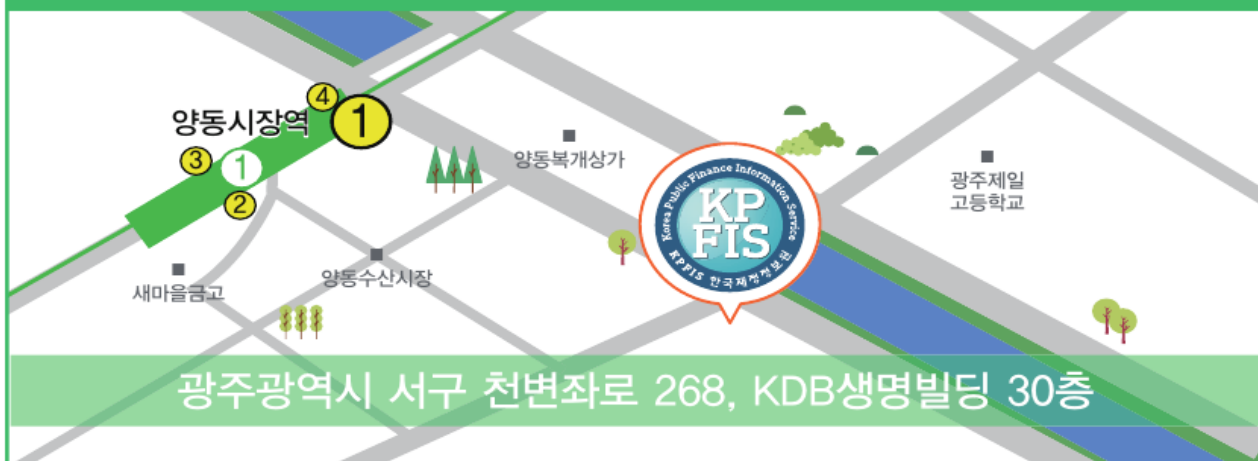 4
양동시장역
1
3
1
2
양동복개상가
광주제일
고등학교
Korea Public Finance Information Service
KP
FIS
KPFIS 한국재정정보원
새마을금고
양동수산시장
광주광역시 서구 천변좌로 268, KDB생명빌딩 30층